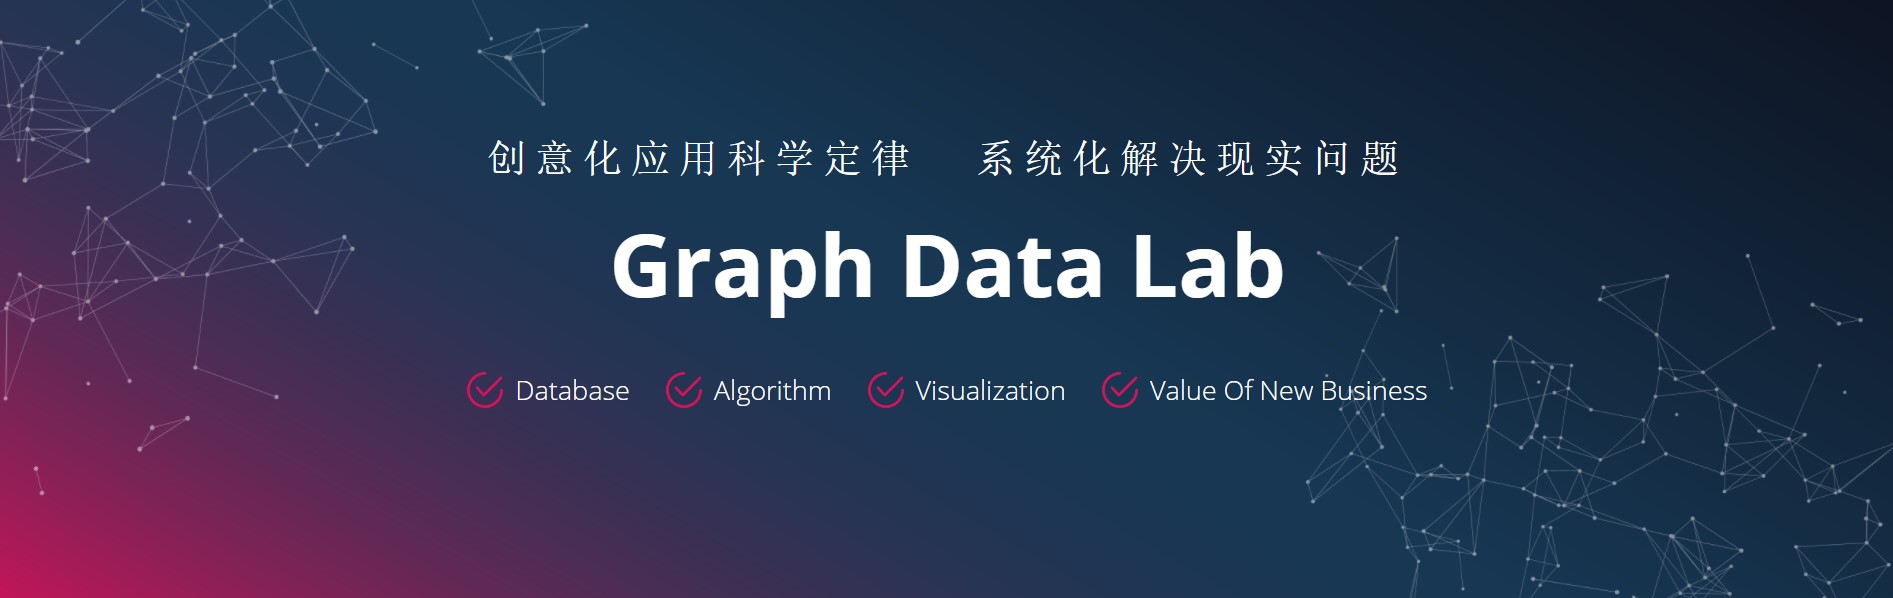 创意化应用科学定律 系统化解决现实问题
Graph Data Lab
Database Algorithm Visualization Value Of New Business